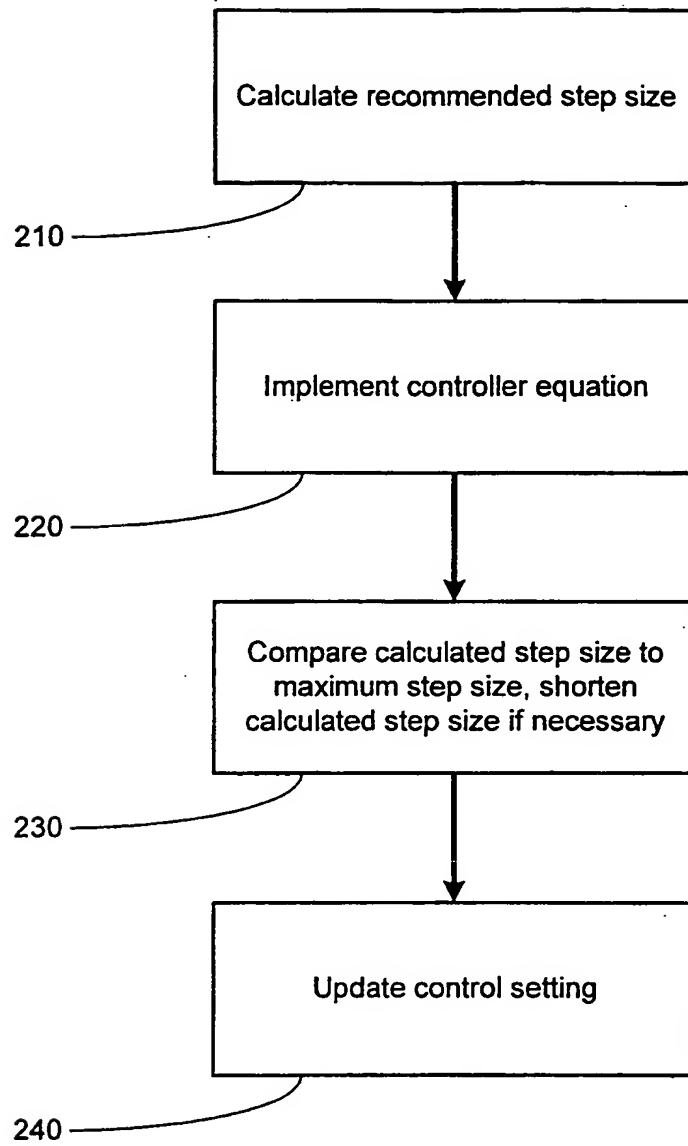 Calculate recommended step size
210
Implement controller equation
220
Compare calculated step size to
maximum step size, shorten
calculated step size if necessary
230
Update control setting
240